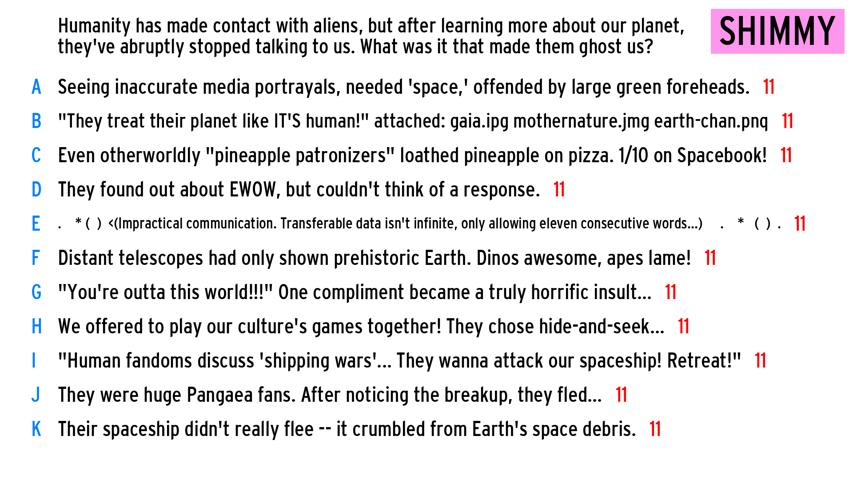 Humanity has made contact with aliens, but after learning more about our planet,
they've abruptly stopped talking to us. What was it that made them ghost us?
SHIMMY
A Seeing inaccurate media portrayals, needed 'space,' offended by large green foreheads. 11
B "They treat their planet like IT'S human!" attached: gaia.ipg mothernature.jmg earth-chan.pnq 11
C Even otherworldly "pineapple patronizers" loathed pineapple on pizza. 1/10 on Spacebook! 11
D They found out about EWOW, but couldn't think of a response. 11
E . *( ) <(Impractical communication. Transferable data isn't infinite, only allowing eleven consecutive words...) . * ( ) . 11
F Distant telescopes had only shown prehistoric Earth. Dinos awesome, apes lame! 11
G "You're outta this world!!!" One compliment became a truly horrific insult... 11
H We offered to play our culture's games together! They chose hide-and-seek... 11
I "Human fandoms discuss 'shipping wars'... They wanna attack our spaceship! Retreat!" 11
J They were huge Pangaea fans. After noticing the breakup, they fled... 11
K Their spaceship didn't really flee -- it crumbled from Earth's space debris. 11